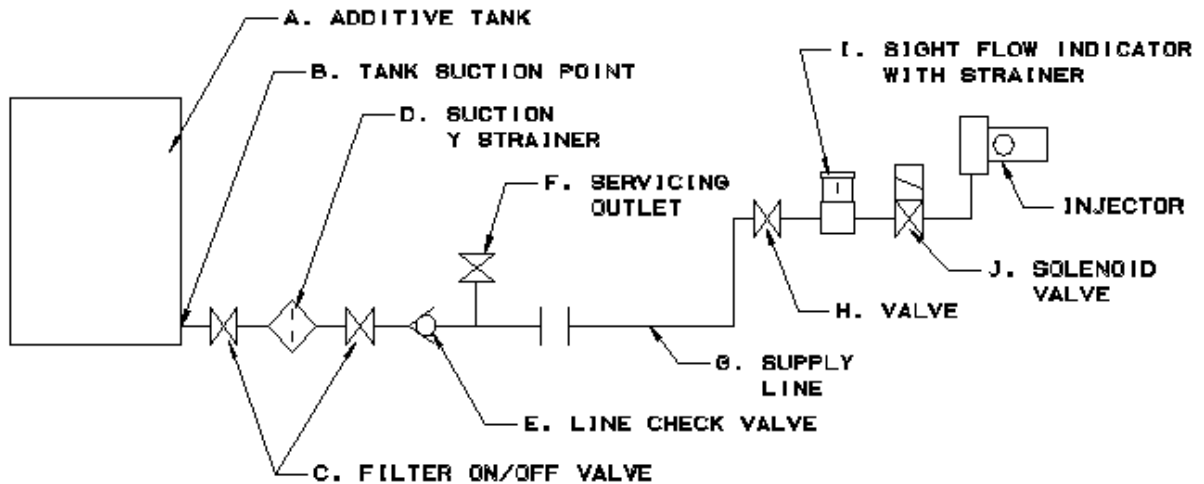 A. ADDITIVE TANK
B. TANK SUCTION POINT
D. SUCTION
Y STRAINER
F. SERVICING
OUTLET
I. SIGHT FLOW INDICATOR
WITH STRAINER
INJECTOR
J. SOLENOID
VALVE
H. VALVE
G. SUPPLY
LINE
E. LINE CHECK VALVE
C. FILTER ON/OFF VALVE